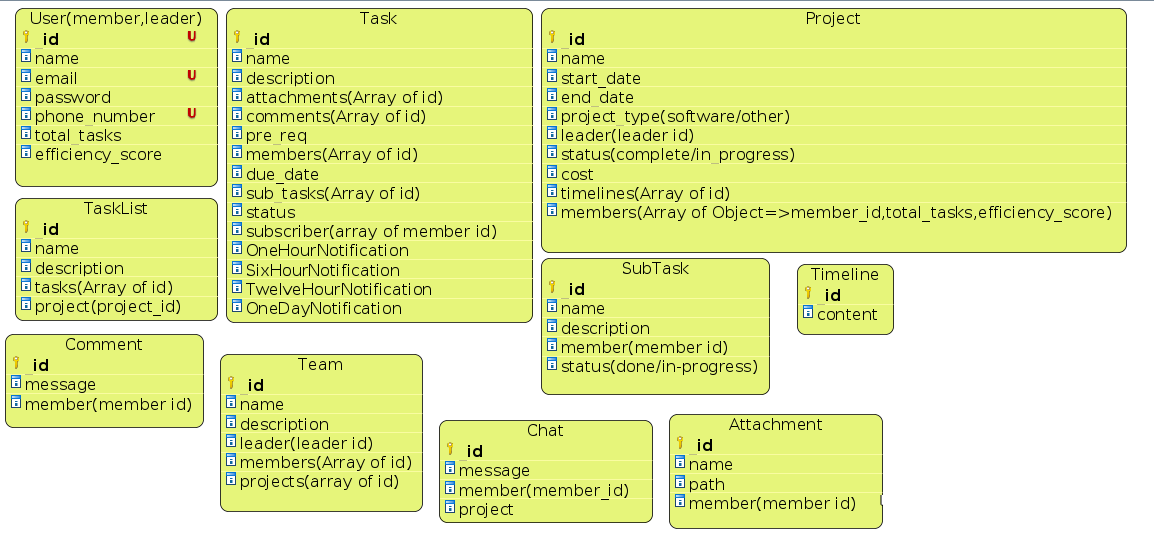 User(member,leader)
_id U
name
email U
password
phone_number U
total_tasks
efficiency_score
Task
_id
name
description
attachments(Array of id)
comments(Array of id)
pre_req
members(Array of id)
due_date
sub_tasks(Array of id)
status
subscriber(array of member id)
OneHourNotification
SixHourNotification
TwelveHourNotification
OneDayNotification
Project
_id
name
start_date
end_date
project_type(software/other)
leader(leader id)
status(complete/in_progress)
cost
timelines(Array of id)
members(Array of Object=>member_id,total_tasks,efficiency_score)
TaskList
_id
name
description
tasks(Array of id)
project(project_id)
SubTask
_id
name
description
member(member id)
status(done/in-progress)
Timeline
_id
content
Comment
_id
message
member(member id)
Team
_id
name
description
leader(leader id)
members(Array of id)
projects(array of id)
Chat
_id
message
member(member_id)
project
Attachment
_id
name
path
member(member id)